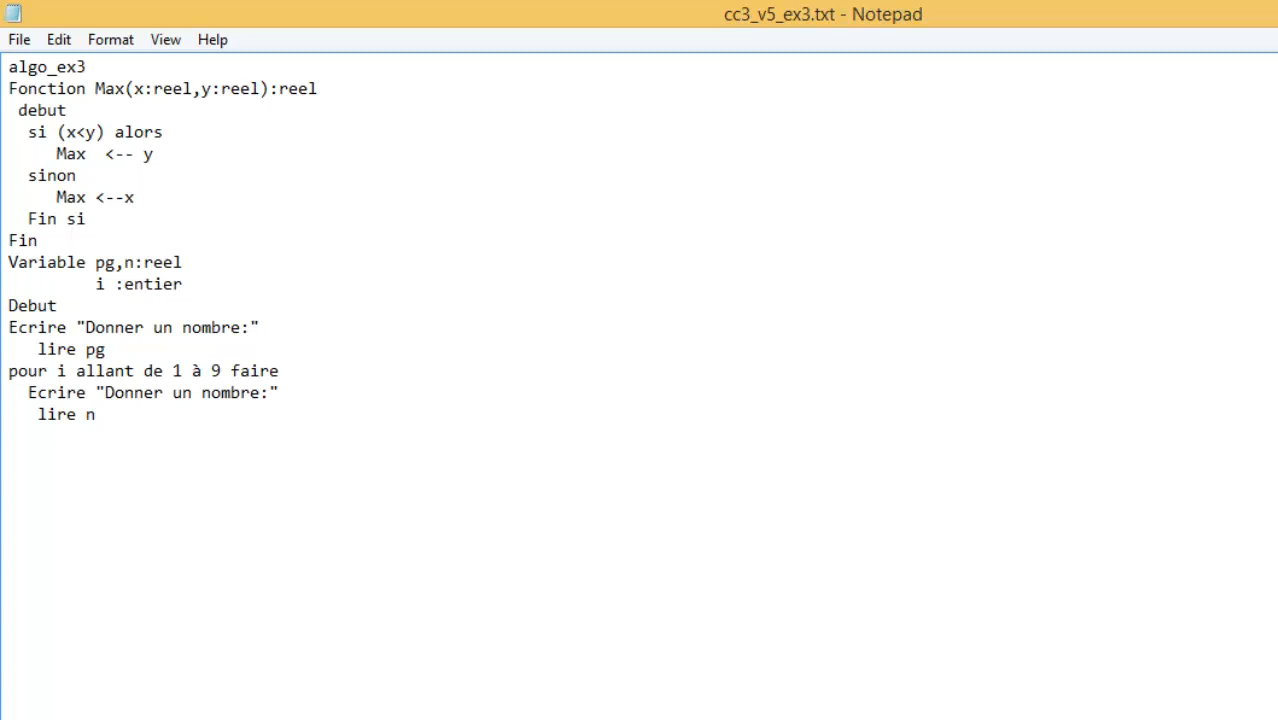 cc3_v5_ex3.txt - Notepad
File Edit Format View Help
algo_ex3
Fonction Max(x:reel,y:reel):reel
 debut
  si (x<y) alors
     Max  <-- y
  sinon
     Max <--x
  Fin si
Fin
Variable pg,n:reel
         i :entier
Debut
Ecrire "Donner un nombre:"
   lire pg
pour i allant de 1 à 9 faire
  Ecrire "Donner un nombre:"
   lire n